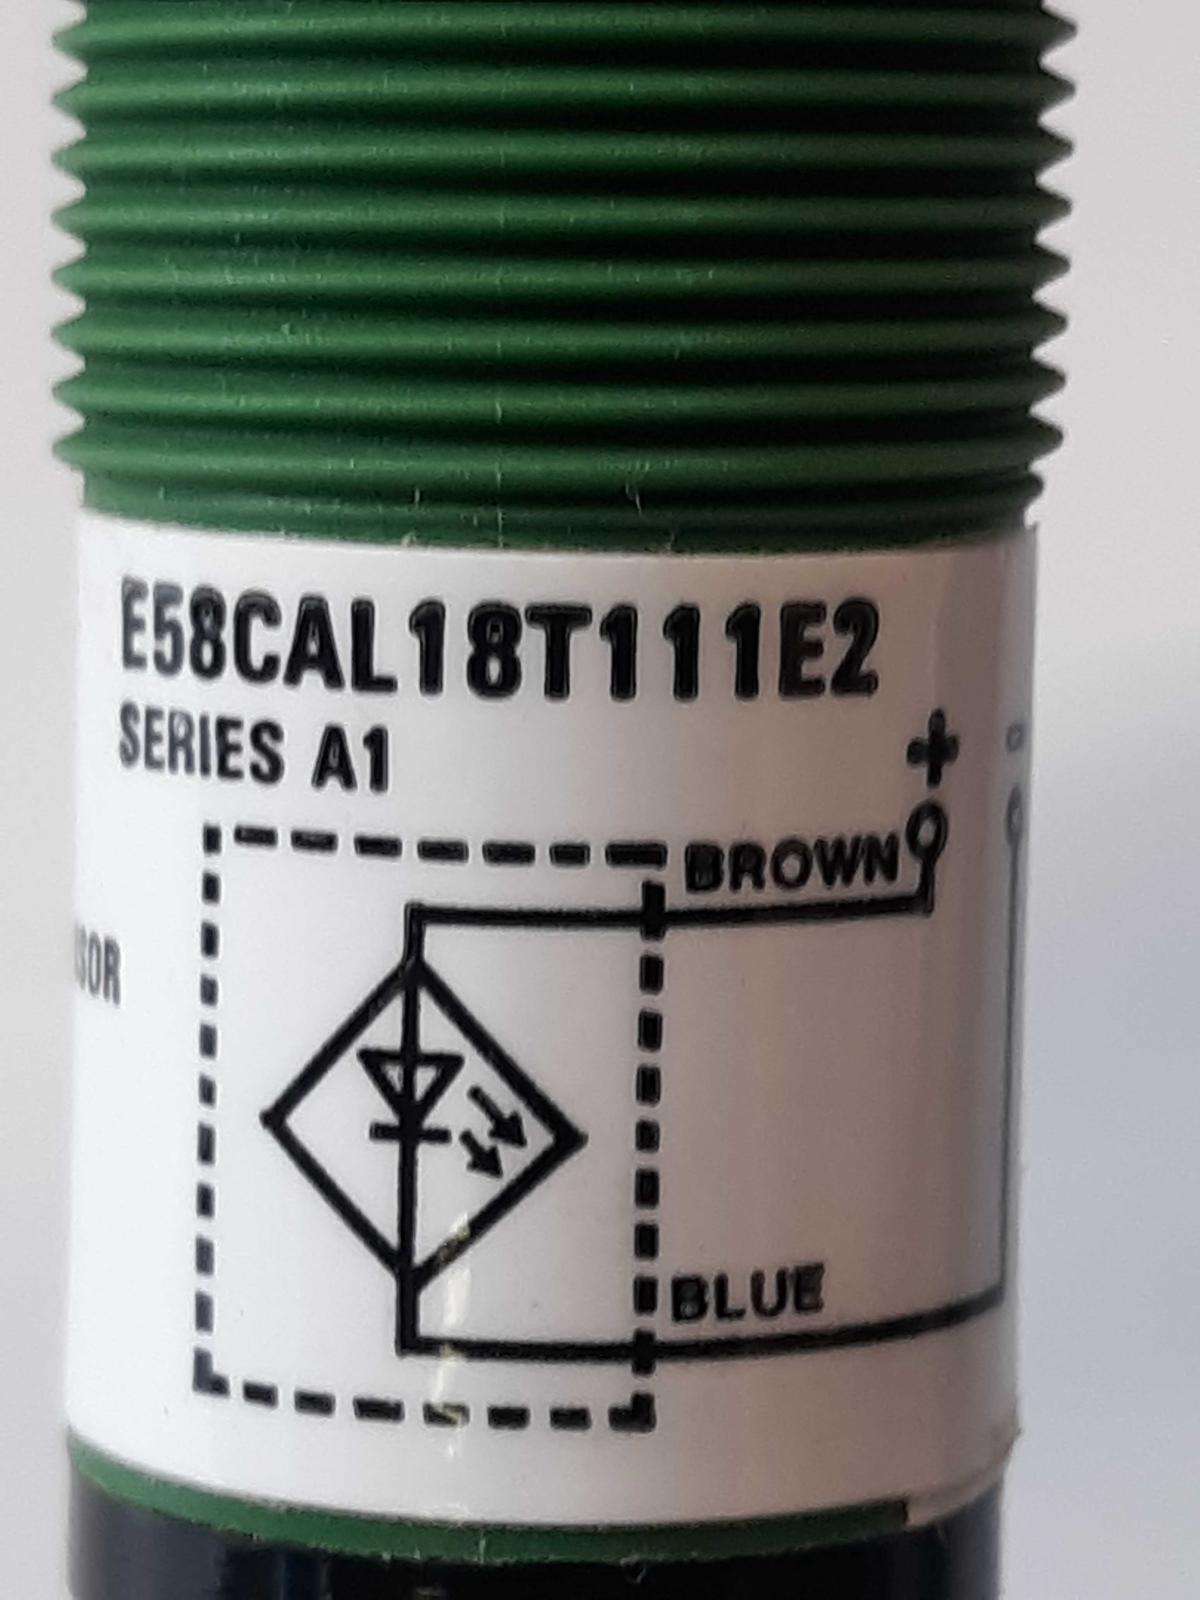 E58CAL18T111E2
SERIES A1
+
BROWN
BLUE